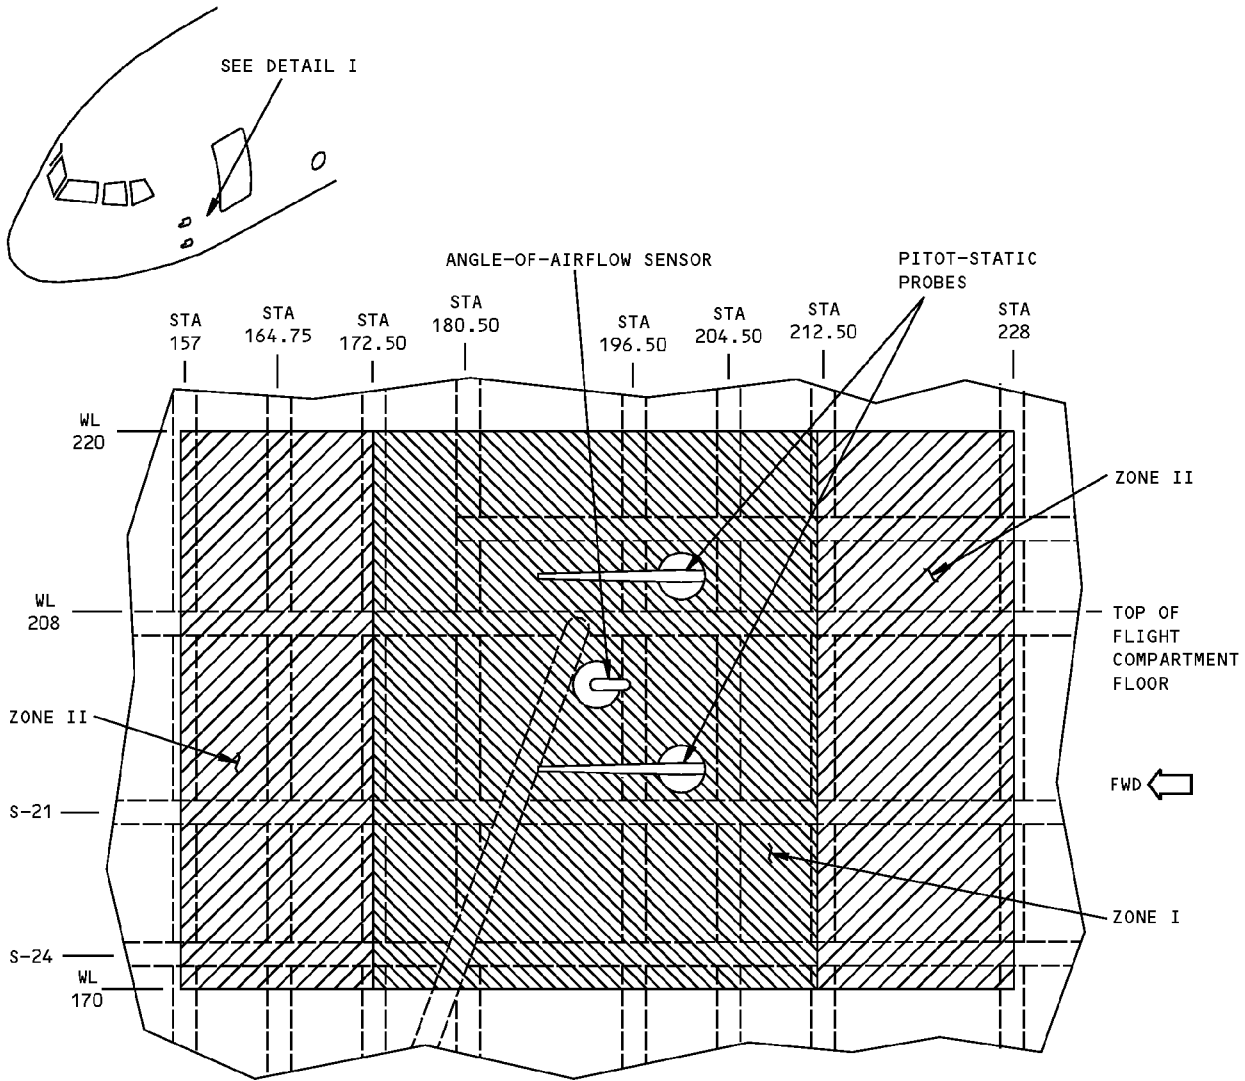 SEE DETAIL I
ANGLE-OF-AIRFLOW SENSOR
PITOT-STATIC
PROBES
STA
157
STA
164.75
STA
172.50
STA
180.50
STA
196.50
STA
204.50
STA
212.50
STA
228
WL
220
ZONE II
WL
208
TOP OF
FLIGHT
COMPARTMENT
FLOOR
ZONE II
FWD
S-21
ZONE I
S-24
WL
170